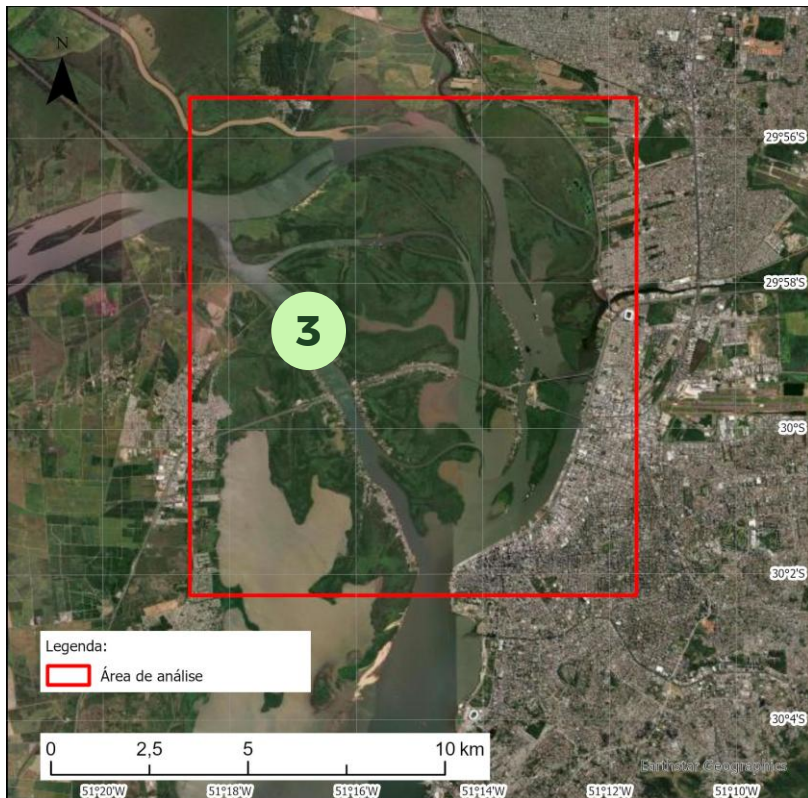 N
29°56'S
29°58'S
3
30°S
30°2'S
Legenda:
Área de análise
30°4'S
0 2,5 5 10 km
Earthstar Geographics
51°20'W 51°18'W 51°16'W 51°14'W 51°12'W 51°10'W